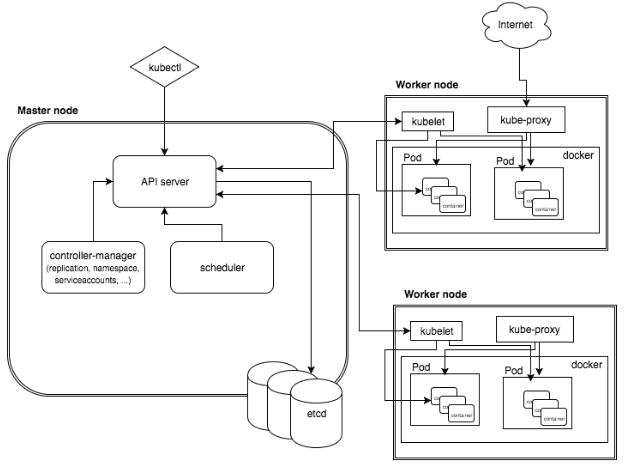 Internet
kubectl
Worker node
Master node
kubelet
kube-proxy
docker
Pod
Pod
API server
container
container
controller-manager
(replication, namespace,
serviceaccounts, ...)
scheduler
Worker node
kubelet
kube-proxy
docker
Pod
Pod
etcd
container
container